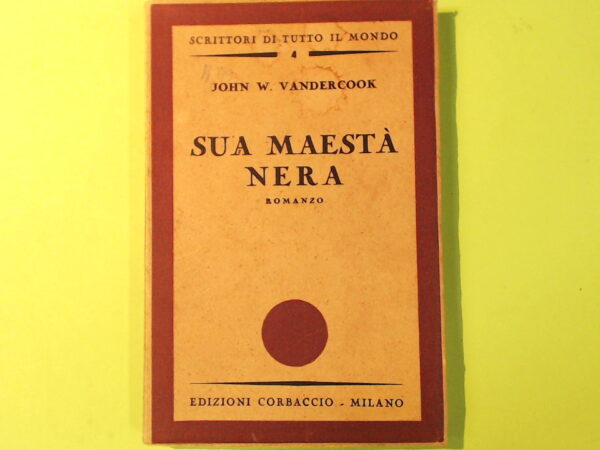 SCRITTORI DI TUTTO IL MONDO
4
JOHN W. VANDERCOOK
SUA MAESTÀ
NERA
ROMANZO
EDIZIONI CORBACCIO - MILANO